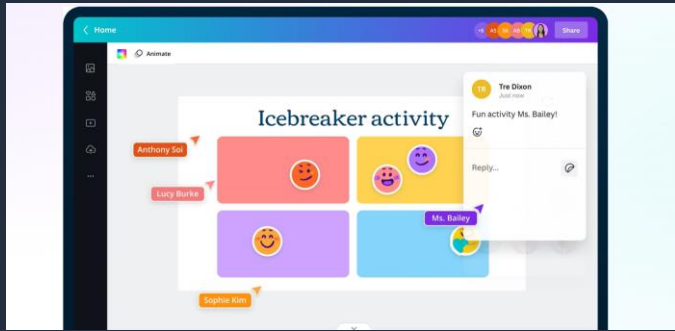 Home
Share
Animate
Icebreaker activity
TR
Tre Dixon
Just now
Fun activity Ms. Bailey!
Reply...
Anthony Sol
Lucy Burke
Ms. Bailey
Sophie Kim